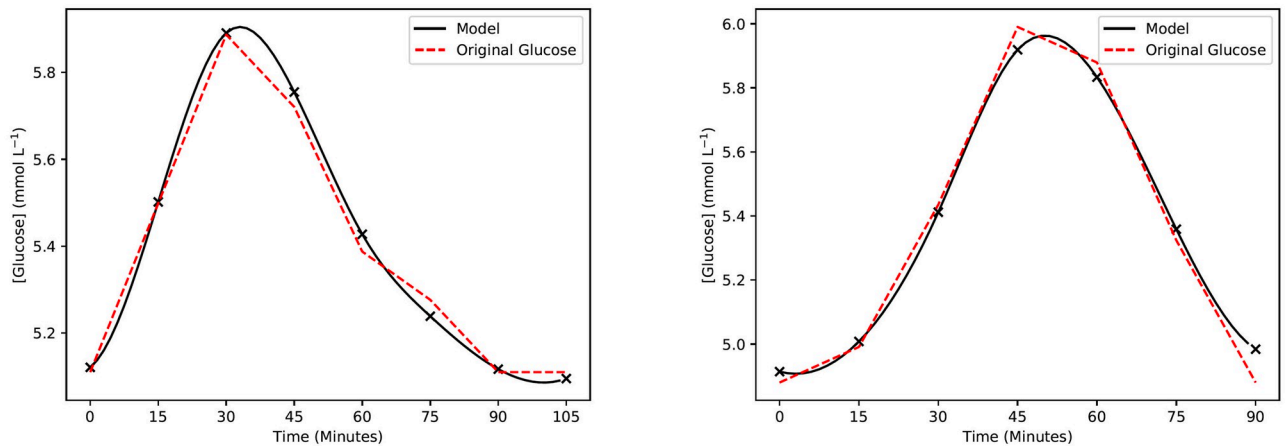 Model
Original Glucose
5.8
5.6
5.4
5.2
[Glucose] (mmol L⁻¹)
0 15 30 45 60 75 90 105
Time (Minutes)
Model
Original Glucose
6.0
5.8
5.6
5.4
5.2
5.0
[Glucose] (mmol L⁻¹)
0 15 30 45 60 75 90
Time (Minutes)